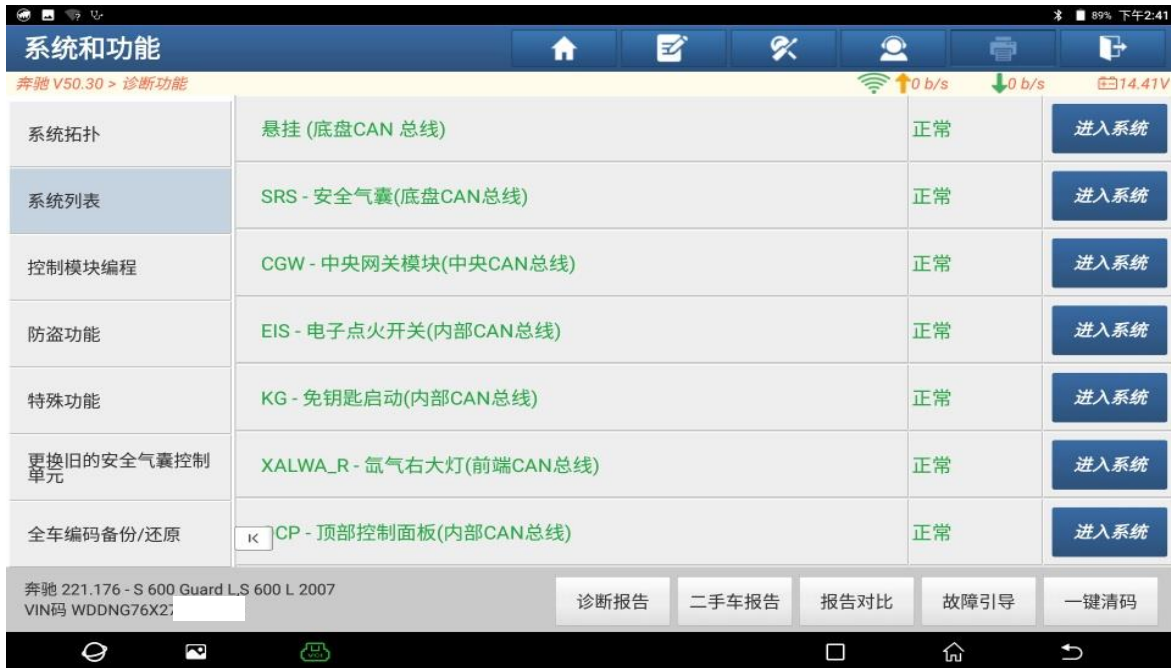 89% 下午2:41
系统和功能
奔驰 V50.30 > 诊断功能
0 b/s
0 b/s
14.41V
系统拓扑
悬挂 (底盘CAN 总线)
正常
进入系统
系统列表
SRS - 安全气囊(底盘CAN总线)
正常
进入系统
控制模块编程
CGW - 中央网关模块(中央CAN总线)
正常
进入系统
防盗功能
EIS - 电子点火开关(内部CAN总线)
正常
进入系统
特殊功能
KG - 免钥匙启动(内部CAN总线)
正常
进入系统
更换旧的安全气囊控制
单元
XALWA_R - 氙气右大灯(前端CAN总线)
正常
进入系统
全车编码备份/还原
CP - 顶部控制面板(内部CAN总线)
正常
进入系统
奔驰 221.176 - S 600 Guard L,S 600 L 2007
VIN码 WDDNG76X27
诊断报告
二手车报告
报告对比
故障引导
一键清码
VCI